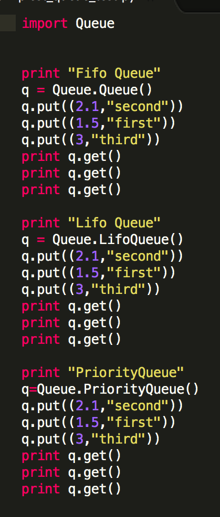 import Queue
print "Fifo Queue"
q = Queue.Queue()
q.put((2.1,"second"))
q.put((1.5,"first"))
q.put((3,"third"))
print q.get()
print q.get()
print q.get()
print "Lifo Queue"
q = Queue.LifoQueue()
q.put((2.1,"second"))
q.put((1.5,"first"))
q.put((3,"third"))
print q.get()
print q.get()
print q.get()
print "PriorityQueue"
q=Queue.PriorityQueue()
q.put((2.1,"second"))
q.put((1.5,"first"))
q.put((3,"third"))
print q.get()
print q.get()
print q.get()